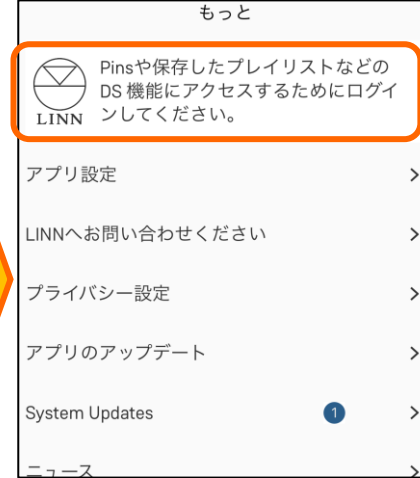 もっと
Pinsや保存したプレイリストなどの
DS 機能にアクセスするためにログイ
ンしてください。
LINN
アプリ設定
LINNへお問い合わせください
プライバシー設定
アプリのアップデート
System Updates
1
ニュース